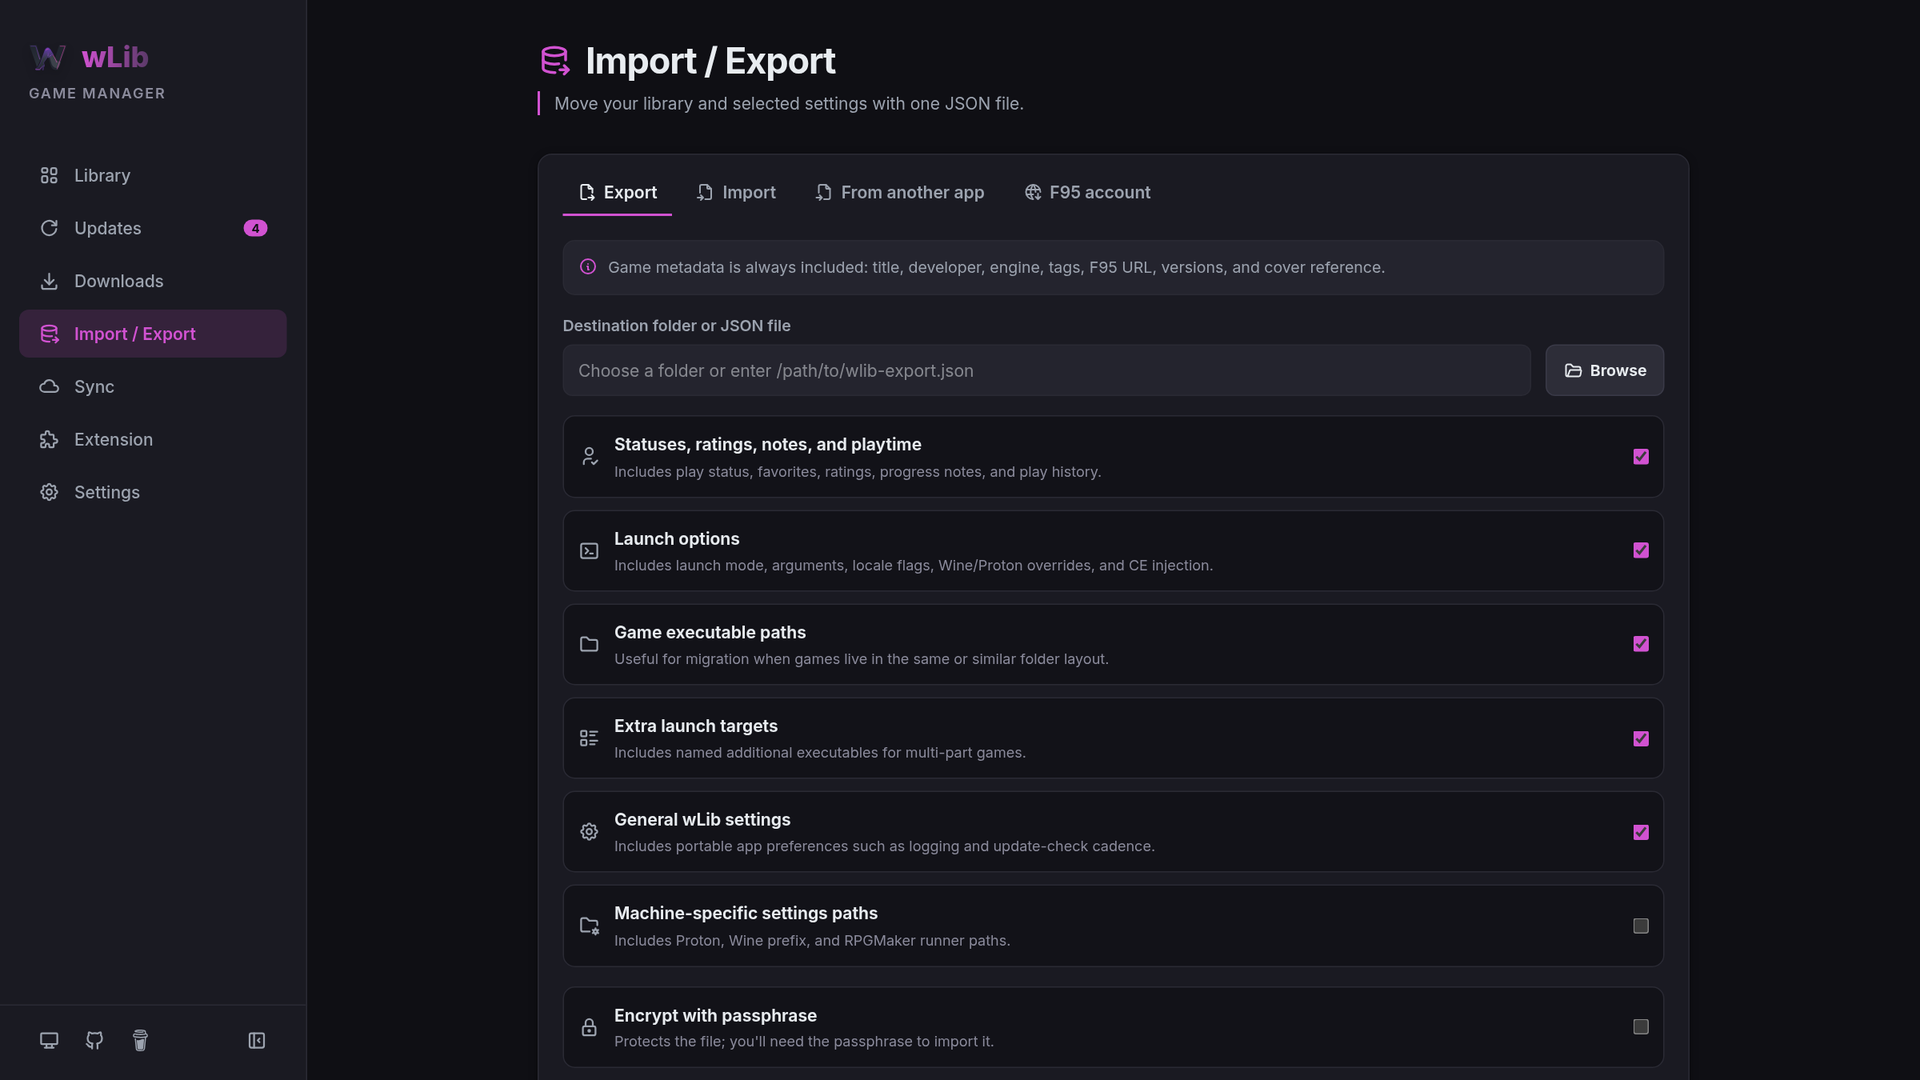 wLib
GAME MANAGER
Library
Updates
4
Downloads
Import / Export
Sync
Extension
Settings
Import / Export
Move your library and selected settings with one JSON file.
Export
Import
From another app
F95 account
Game metadata is always included: title, developer, engine, tags, F95 URL, versions, and cover reference.
Destination folder or JSON file
Choose a folder or enter /path/to/wlib-export.json
Browse
Statuses, ratings, notes, and playtime
Includes play status, favorites, ratings, progress notes, and play history.
Launch options
Includes launch mode, arguments, locale flags, Wine/Proton overrides, and CE injection.
Game executable paths
Useful for migration when games live in the same or similar folder layout.
Extra launch targets
Includes named additional executables for multi-part games.
General wLib settings
Includes portable app preferences such as logging and update-check cadence.
Machine-specific settings paths
Includes Proton, Wine prefix, and RPGMaker runner paths.
Encrypt with passphrase
Protects the file; you'll need the passphrase to import it.